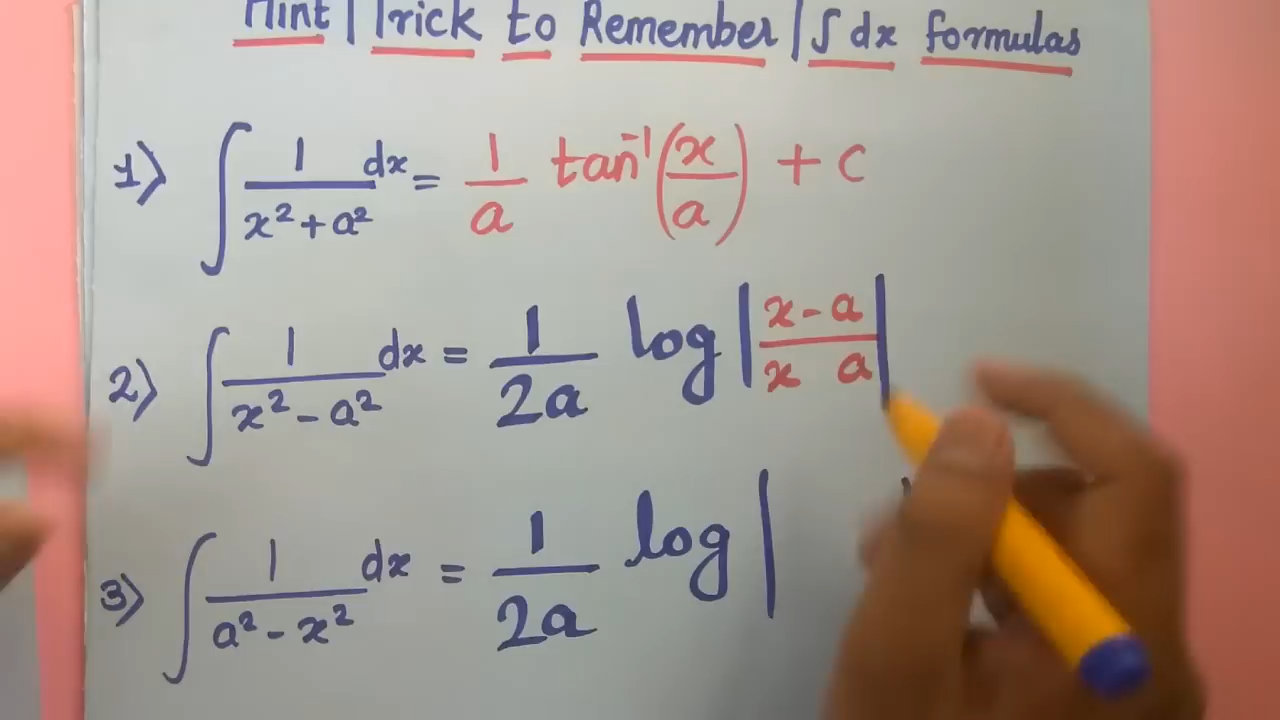 Hint | Trick to Remember | ∫ dx formulas
1) ∫ 1/(x² + a²) dx = 1/a tan⁻¹ (x/a) + c
2) ∫ 1/(x² - a²) dx = 1/2a log |x - a / x a|
3) ∫ 1/(a² - x²) dx = 1/2a log |